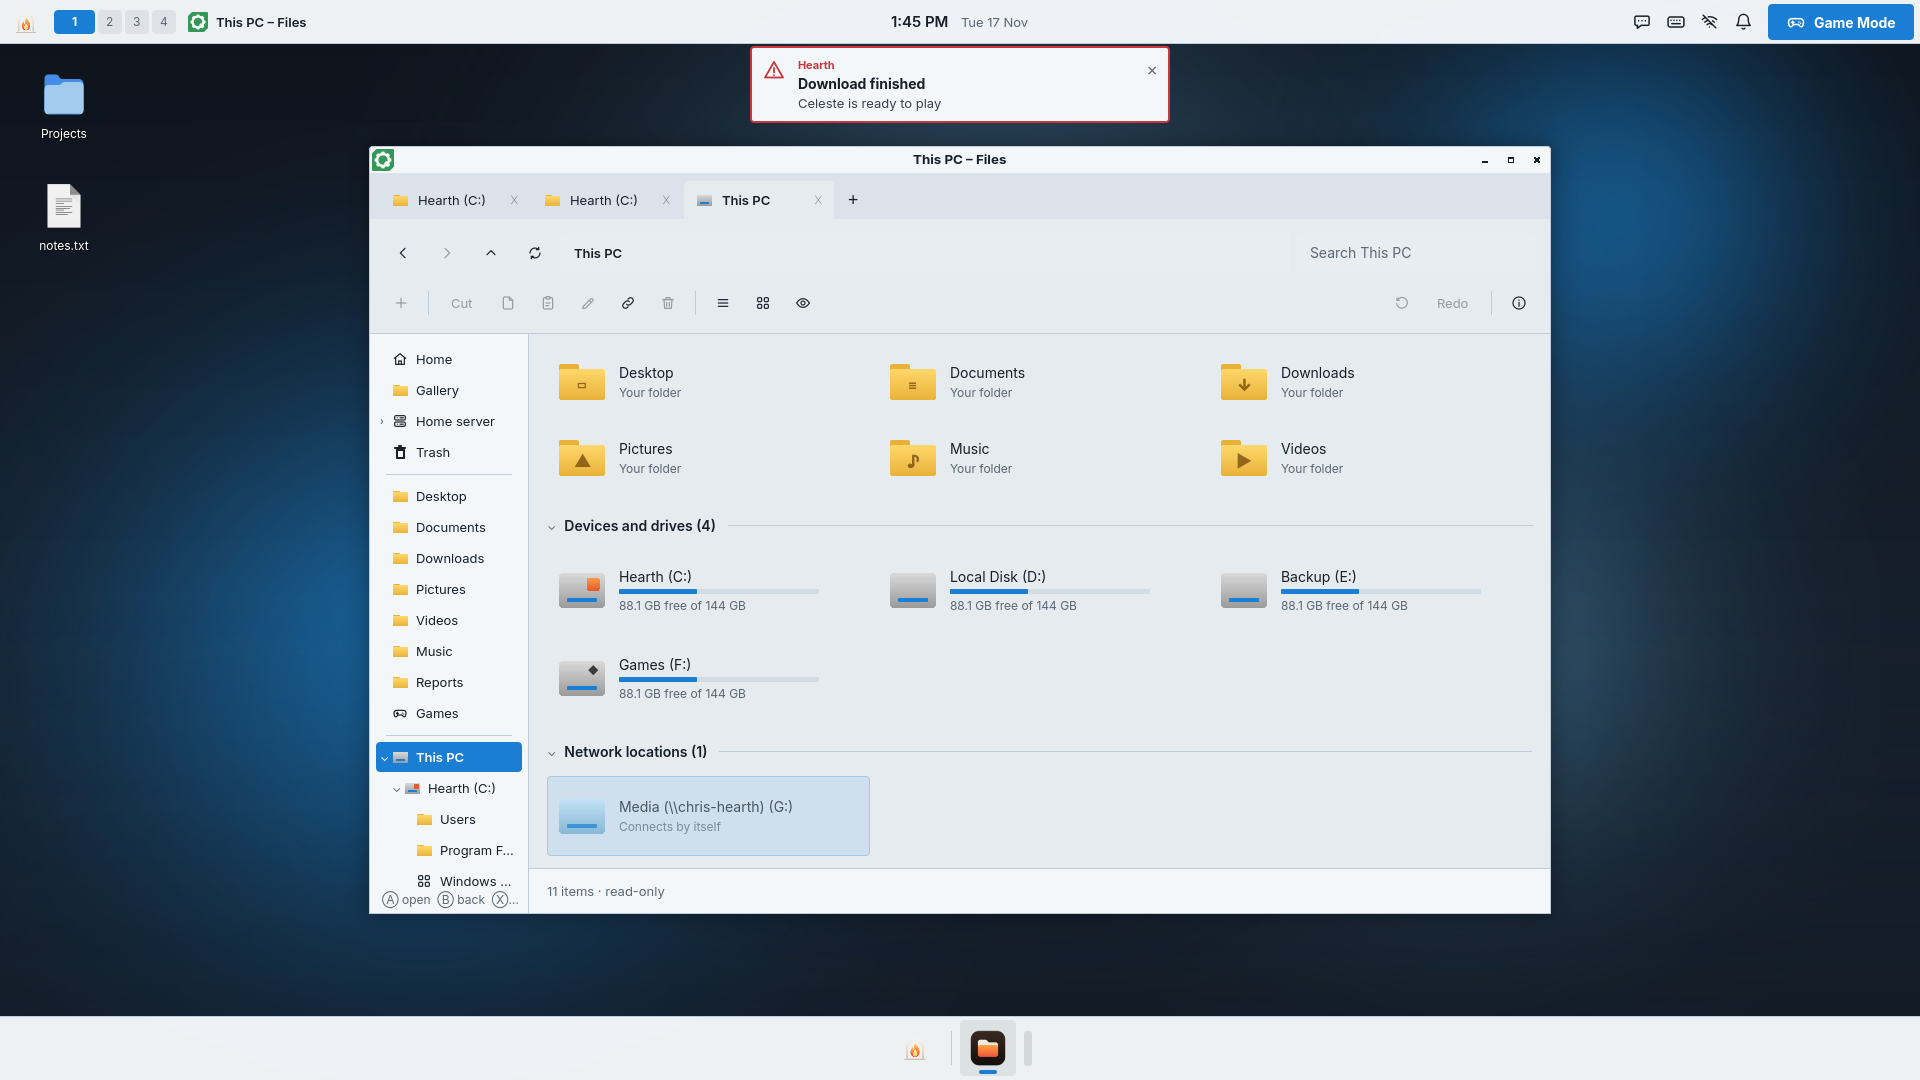 1 2 3 4 This PC – Files 1:45 PM Tue 17 Nov Game Mode
Hearth
Download finished
Celeste is ready to play
Projects
notes.txt
This PC – Files
Hearth (C:) X Hearth (C:) X This PC X +
This PC Search This PC
Cut Redo
Home
Gallery
Home server
Trash
Desktop
Documents
Downloads
Pictures
Videos
Music
Reports
Games
This PC
Hearth (C:)
Users
Program F...
Windows ...
A open B back X...
Desktop
Your folder
Documents
Your folder
Downloads
Your folder
Pictures
Your folder
Music
Your folder
Videos
Your folder
Devices and drives (4)
Hearth (C:)
88.1 GB free of 144 GB
Local Disk (D:)
88.1 GB free of 144 GB
Backup (E:)
88.1 GB free of 144 GB
Games (F:)
88.1 GB free of 144 GB
Network locations (1)
Media (\\chris-hearth) (G:)
Connects by itself
11 items · read-only